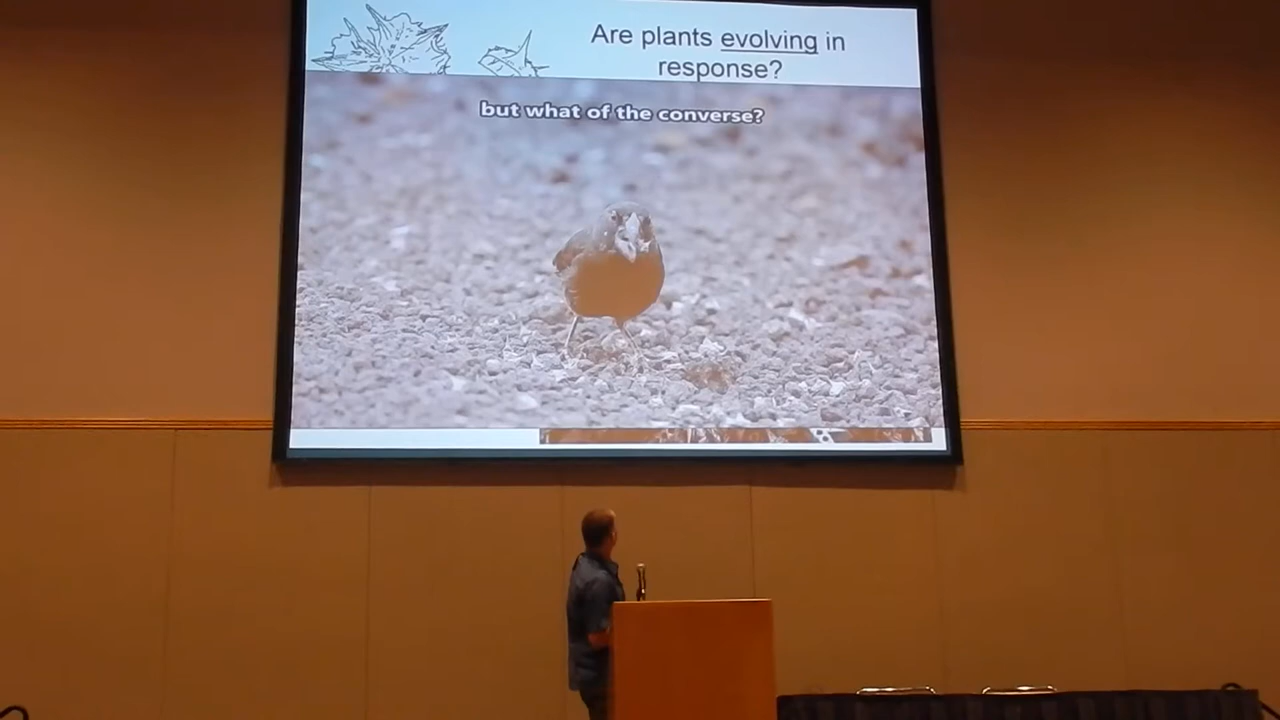 Are plants evolving in
response?
but what of the converse?